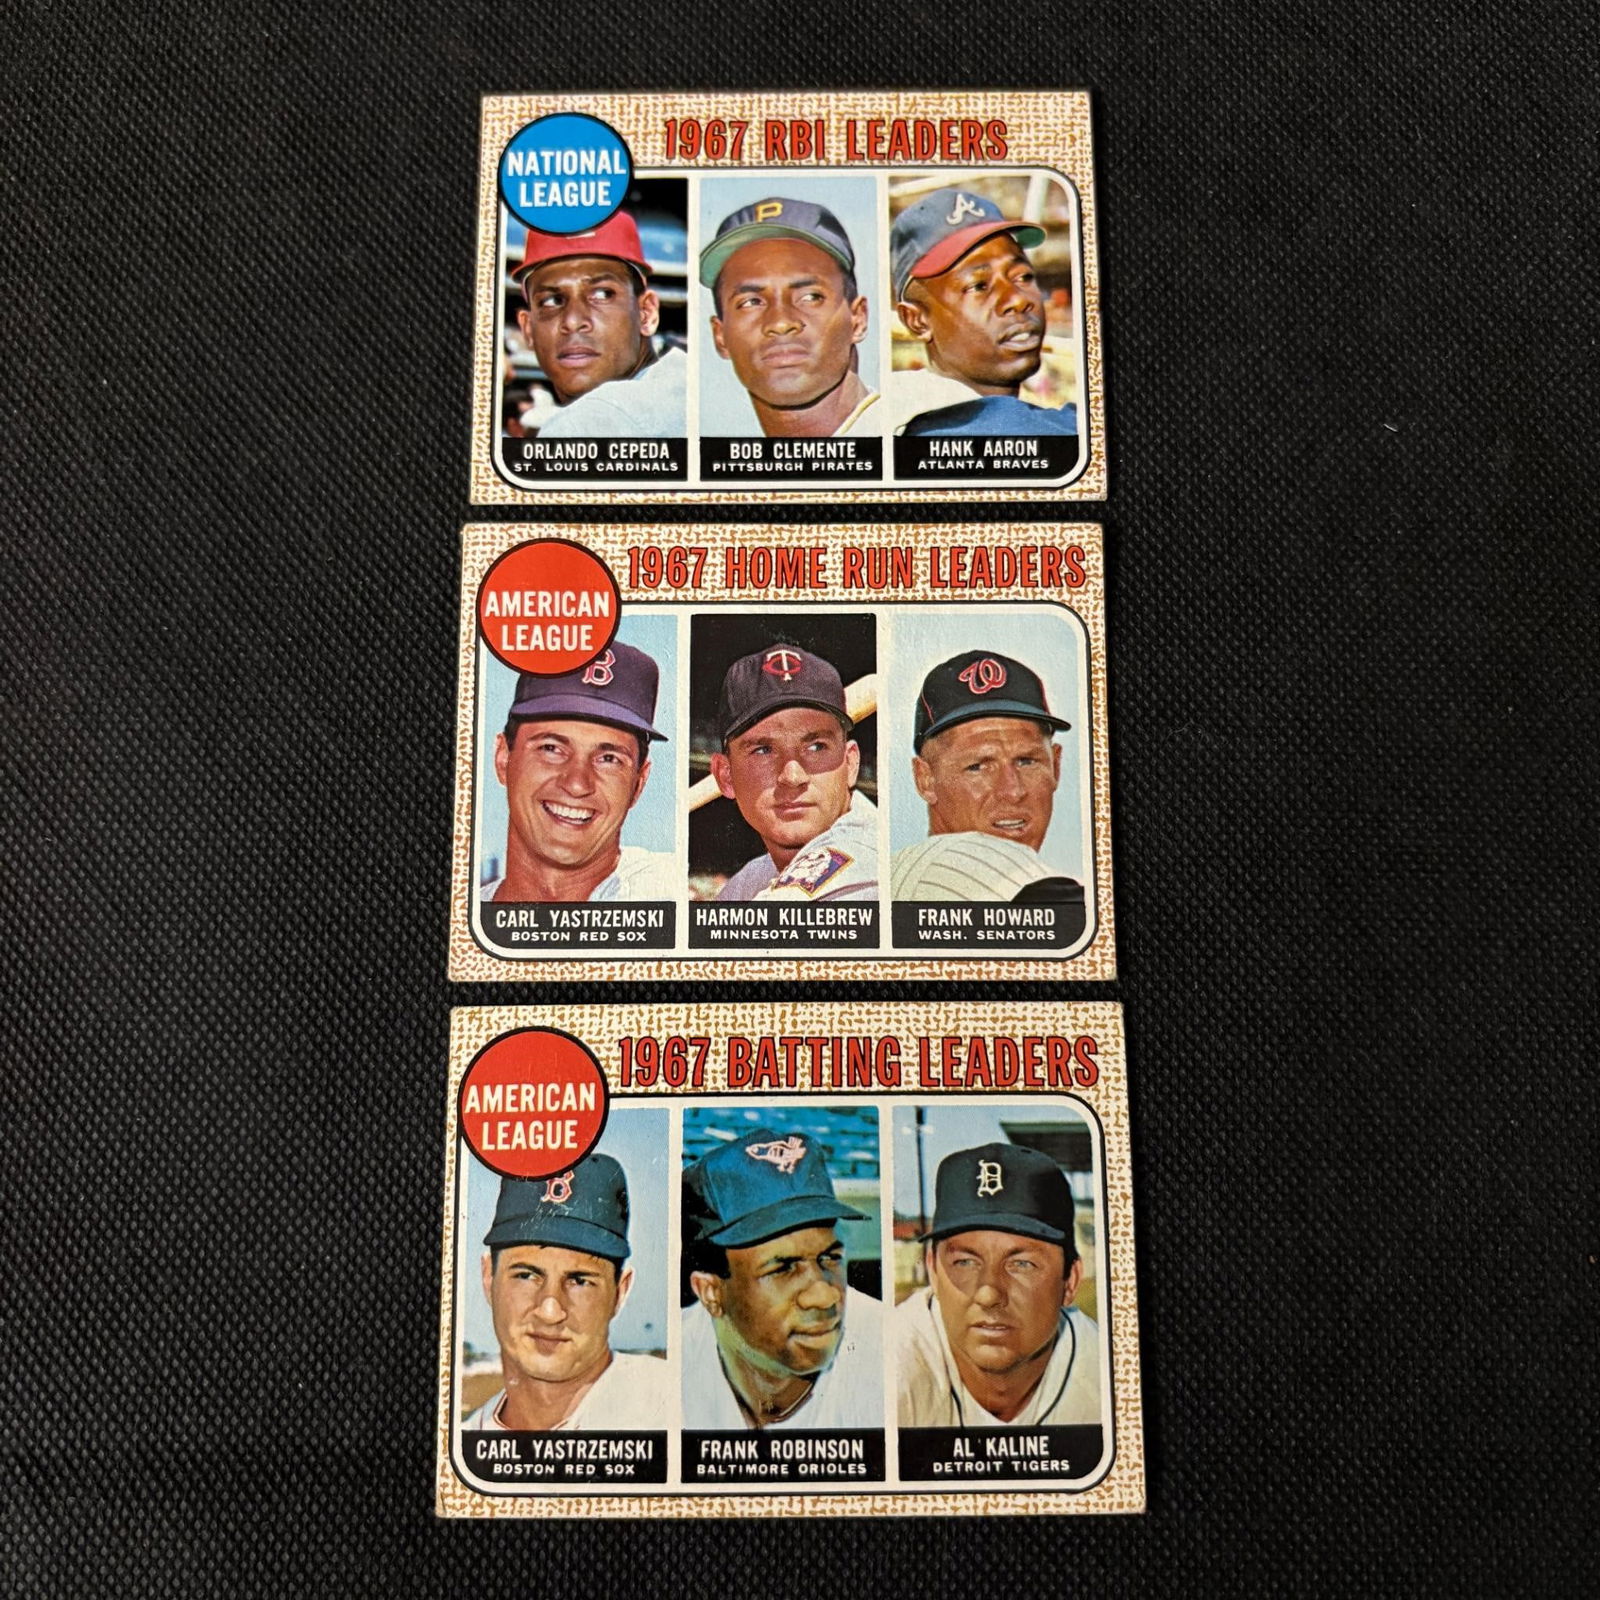 1967 RBI LEADERS
NATIONAL
LEAGUE
P
A
ORLANDO CEPEDA
ST. LOUIS CARDINALS
BOB CLEMENTE
PITTSBURGH PIRATES
HANK AARON
ATLANTA BRAVES
1967 HOME RUN LEADERS
AMERICAN
LEAGUE
B
TC
W
CARL YASTRZEMSKI
BOSTON RED SOX
HARMON KILLEBREW
MINNESOTA TWINS
FRANK HOWARD
WASH. SENATORS
1967 BATTING LEADERS
AMERICAN
LEAGUE
B
D
CARL YASTRZEMSKI
BOSTON RED SOX
FRANK ROBINSON
BALTIMORE ORIOLES
AL KALINE
DETROIT TIGERS